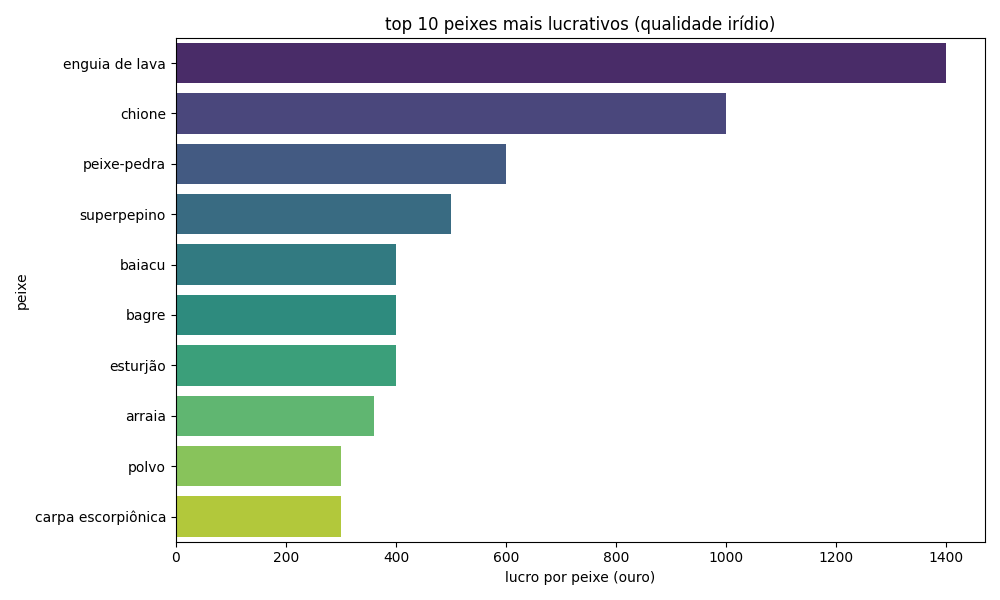 top 10 peixes mais lucrativos (qualidade irídio)
peixe
enguia de lava
chione
peixe-pedra
superpepino
baiacu
bagre
esturjão
arraia
polvo
carpa escorpiônica
0 200 400 600 800 1000 1200 1400
lucro por peixe (ouro)